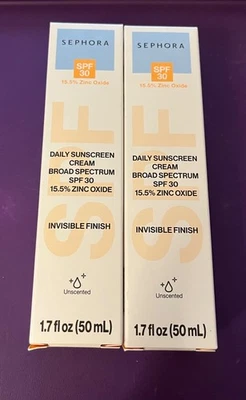 SEPHORA
SPF
30
15.5% Zinc Oxide
SPF
DAILY SUNSCREEN
CREAM
BROAD SPECTRUM
SPF 30
15.5% ZINC OXIDE
INVISIBLE FINISH
Unscented
1.7 fl oz (50 mL)
SEPHORA
SPF
30
15.5% Zinc Oxide
SPF
DAILY SUNSCREEN
CREAM
BROAD SPECTRUM
SPF 30
15.5% ZINC OXIDE
INVISIBLE FINISH
Unscented
1.7 fl oz (50 mL)